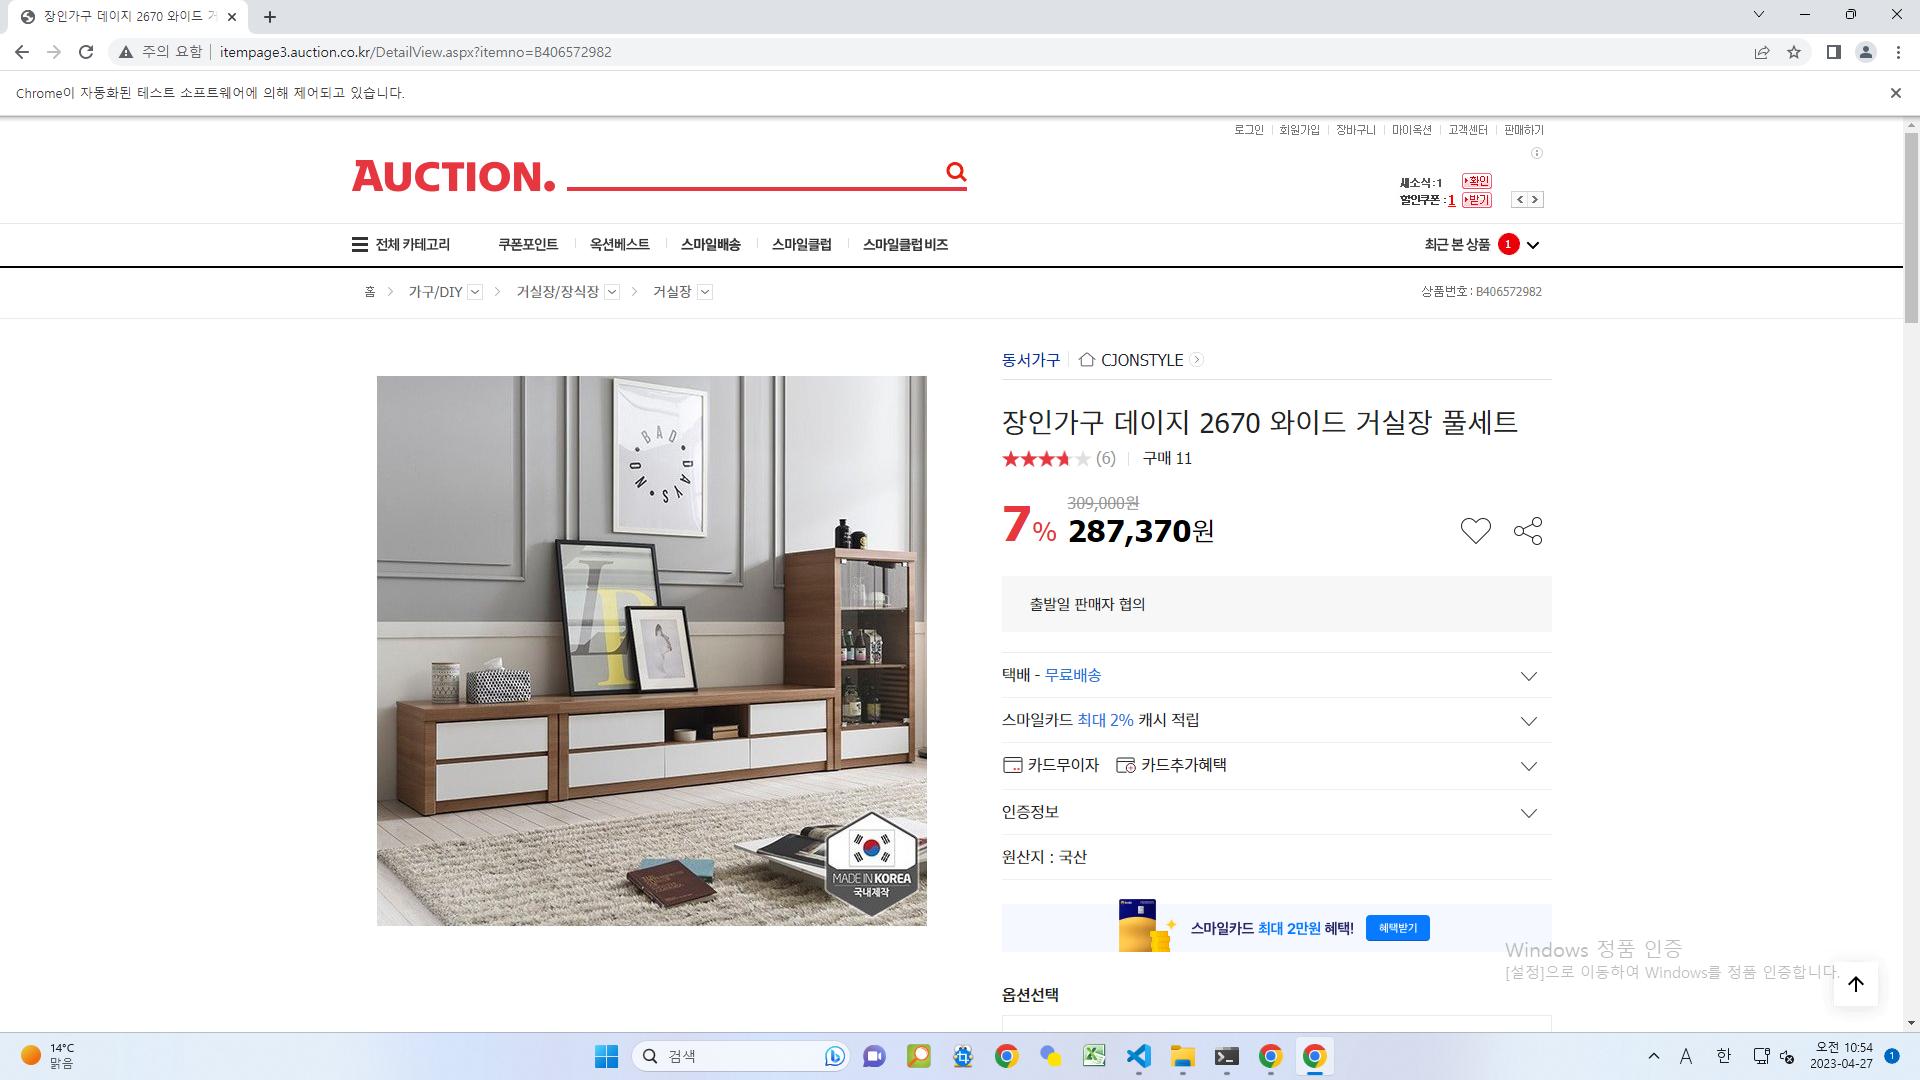 장인가구 데이지 2670 와이드 거
주의 요함
itempage3.auction.co.kr/DetailView.aspx?itemno=B406572982
Chrome이 자동화된 테스트 소프트웨어에 의해 제어되고 있습니다.
로그인 회원가입 장바구니 마이옥션 고객센터 판매하기
AUCTION.
새소식:1 확인
할인쿠폰:1 받기
전체 카테고리 쿠폰포인트 옥션베스트 스마일배송 스마일클럽 스마일클럽 비즈
최근 본 상품 1
홈 가구/DIY 거실장/장식장 거실장
상품번호 : B406572982
동서가구 CJONSTYLE
장인가구 데이지 2670 와이드 거실장 풀세트
(6) 구매 11
309,000원
7% 287,370원
출발일 판매자 협의
택배 - 무료배송
스마일카드 최대 2% 캐시 적립
카드무이자 카드추가혜택
인증정보
원산지 : 국산
스마일카드 최대 2만원 혜택! 혜택받기
옵션선택
BAD DAYS NO
LP
MADE IN KOREA
국내제작
Windows 정품 인증
[설정]으로 이동하여 Windows를 정품 인증합니다.
14°C
맑음
검색
A 한
오전 10:54
2023-04-27
1